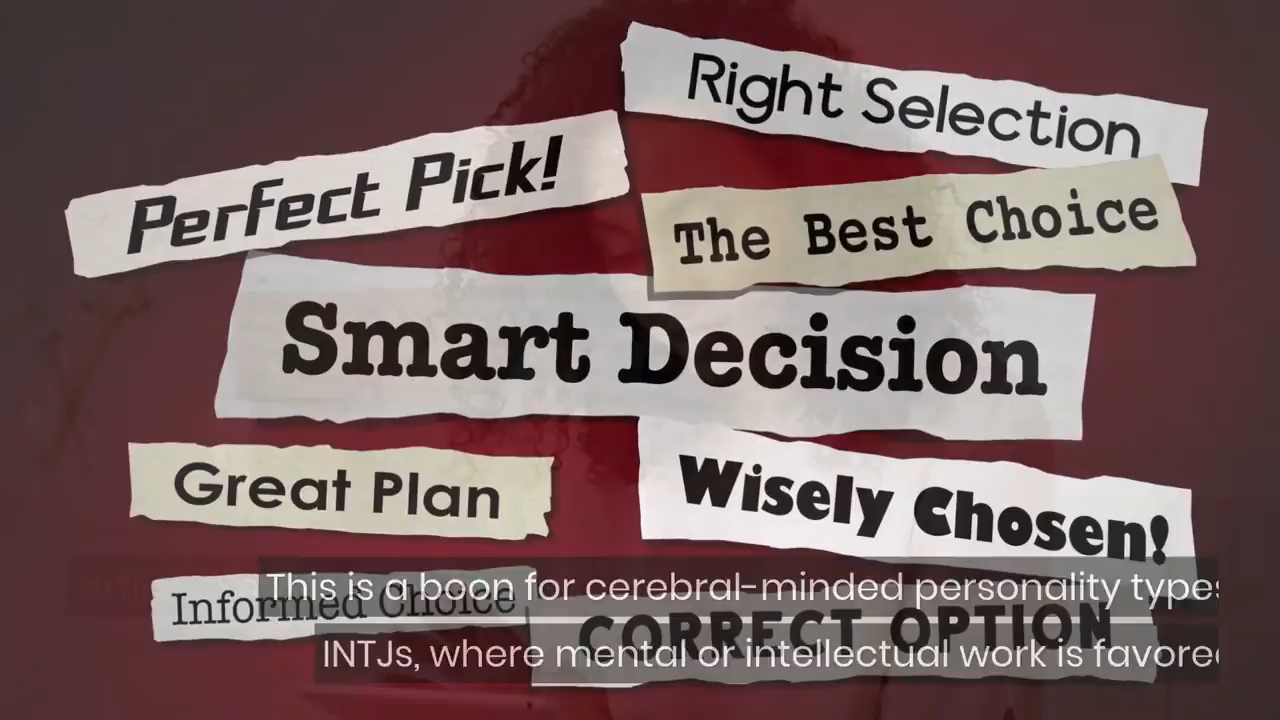 Right Selection
Perfect Pick!
The Best Choice
Smart Decision
Great Plan
Wisely Chosen!
Informed Choice
CORRECT OPTION
This is a boon for cerebral-minded personality types
INTJs, where mental or intellectual work is favore